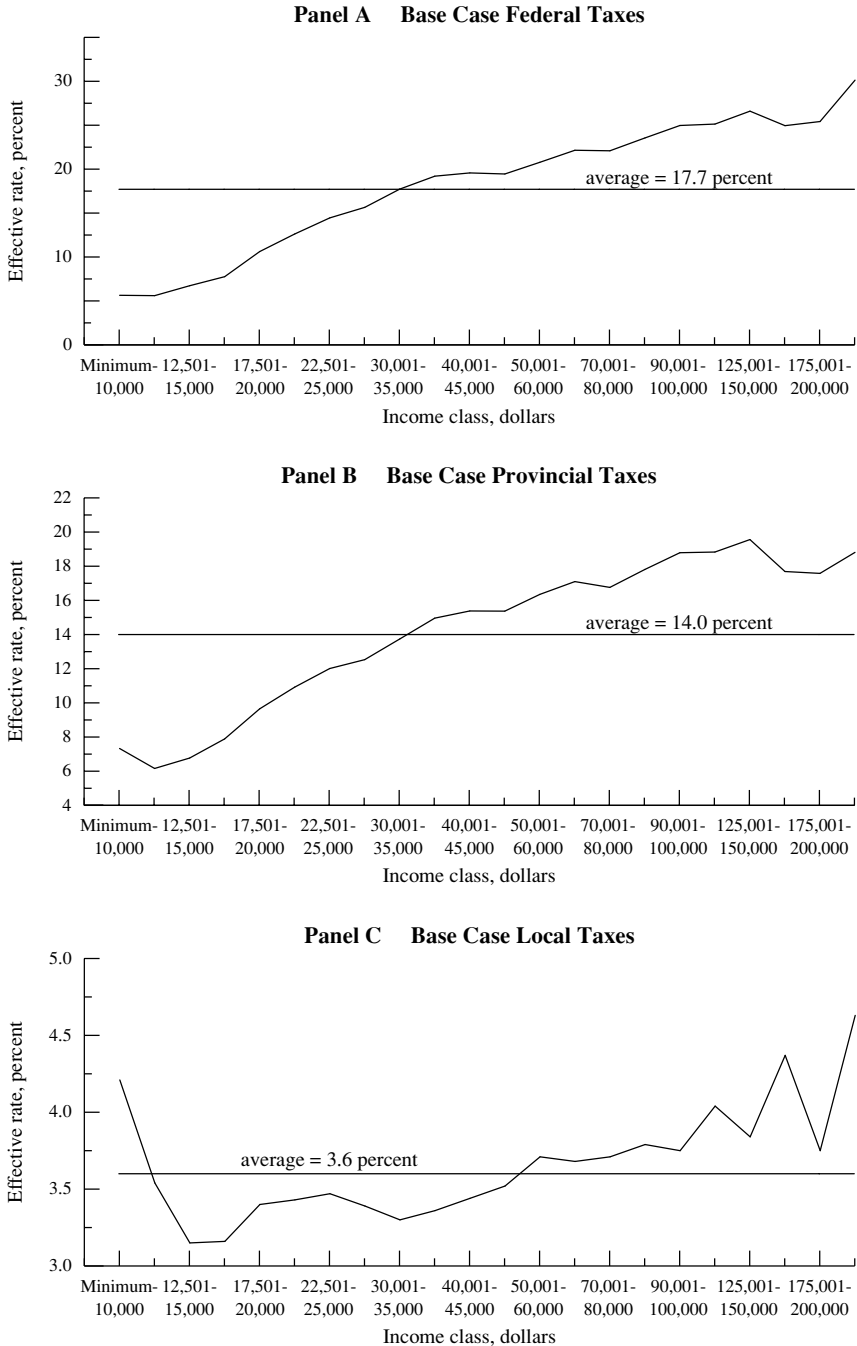 Panel A Base Case Federal Taxes
Effective rate, percent
30
20
10
0
average = 17.7 percent
Minimum- 12,501- 17,501- 22,501- 30,001- 40,001- 50,001- 70,001- 90,001- 125,001- 175,001-
10,000 15,000 20,000 25,000 35,000 45,000 60,000 80,000 100,000 150,000 200,000
Income class, dollars
Panel B Base Case Provincial Taxes
Effective rate, percent
22
20
18
16
14
12
10
8
6
4
average = 14.0 percent
Minimum- 12,501- 17,501- 22,501- 30,001- 40,001- 50,001- 70,001- 90,001- 125,001- 175,001-
10,000 15,000 20,000 25,000 35,000 45,000 60,000 80,000 100,000 150,000 200,000
Income class, dollars
Panel C Base Case Local Taxes
Effective rate, percent
5.0
4.5
4.0
3.5
3.0
average = 3.6 percent
Minimum- 12,501- 17,501- 22,501- 30,001- 40,001- 50,001- 70,001- 90,001- 125,001- 175,001-
10,000 15,000 20,000 25,000 35,000 45,000 60,000 80,000 100,000 150,000 200,000
Income class, dollars